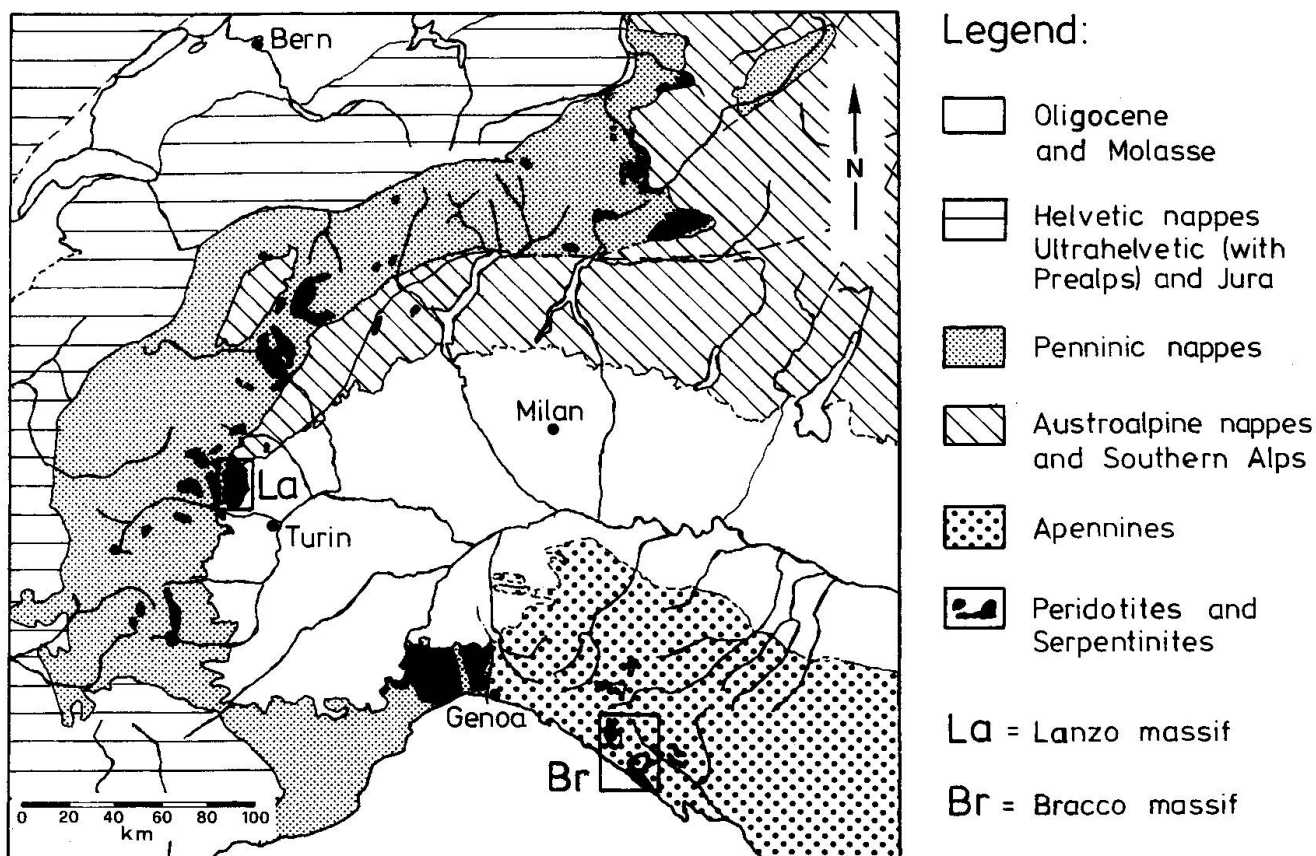 Bern
N
Milan
La
Turin
Genoa
Br
0 20 40 60 80 100
km
Legend:
Oligocene
and Molasse
Helvetic nappes
Ultrahelvetic (with
Prealps) and Jura
Penninic nappes
Austroalpine nappes
and Southern Alps
Apennines
Peridotites and
Serpentinites
La = Lanzo massif
Br = Bracco massif